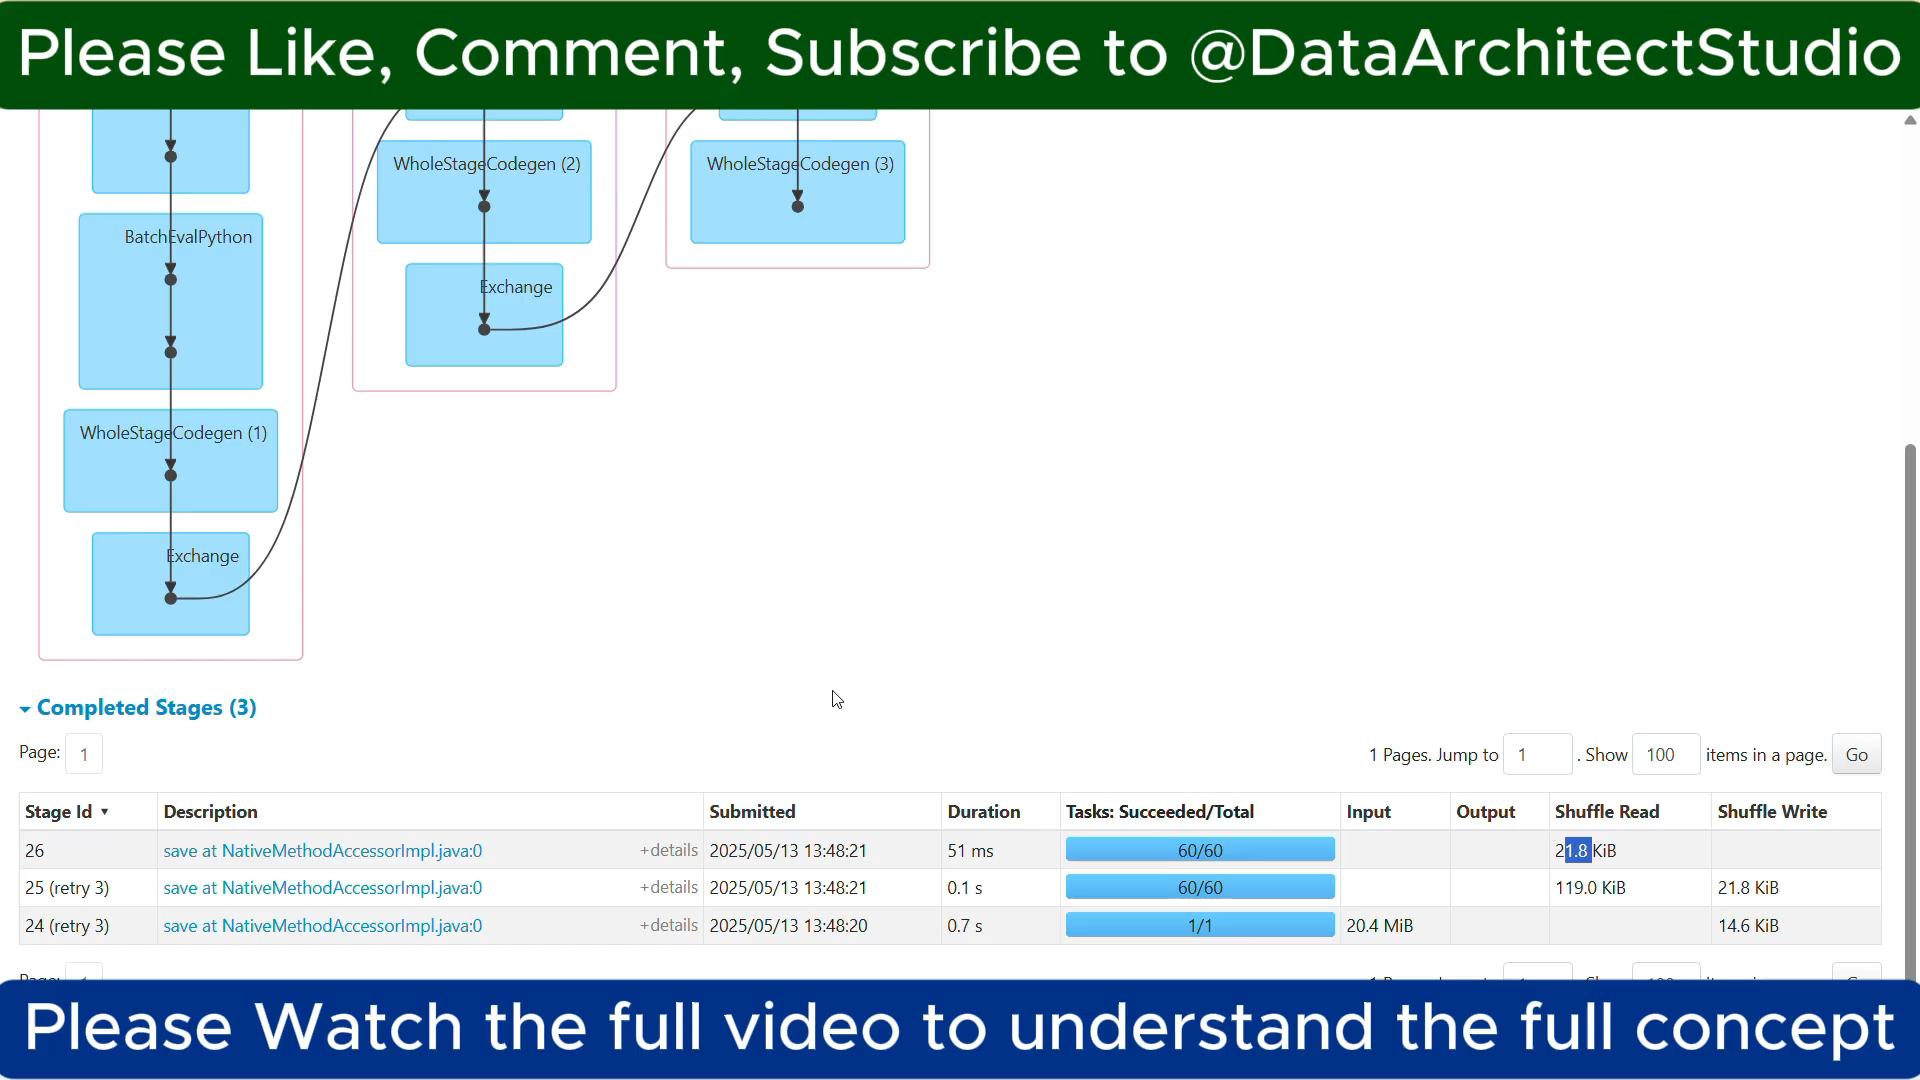 Please Like, Comment, Subscribe to @DataArchitectStudio
WholeStageCodegen (2)
WholeStageCodegen (3)
BatchEvalPython
Exchange
WholeStageCodegen (1)
Exchange
Completed Stages (3)
Page: 1
1 Pages. Jump to 1 . Show 100 items in a page. Go
Stage Id Description Submitted Duration Tasks: Succeeded/Total Input Output Shuffle Read Shuffle Write
26 save at NativeMethodAccessorImpl.java:0 +details 2025/05/13 13:48:21 51 ms 60/60 21.8 KiB
25 (retry 3) save at NativeMethodAccessorImpl.java:0 +details 2025/05/13 13:48:21 0.1 s 60/60 119.0 KiB 21.8 KiB
24 (retry 3) save at NativeMethodAccessorImpl.java:0 +details 2025/05/13 13:48:20 0.7 s 1/1 20.4 MiB 14.6 KiB
Please Watch the full video to understand the full concept